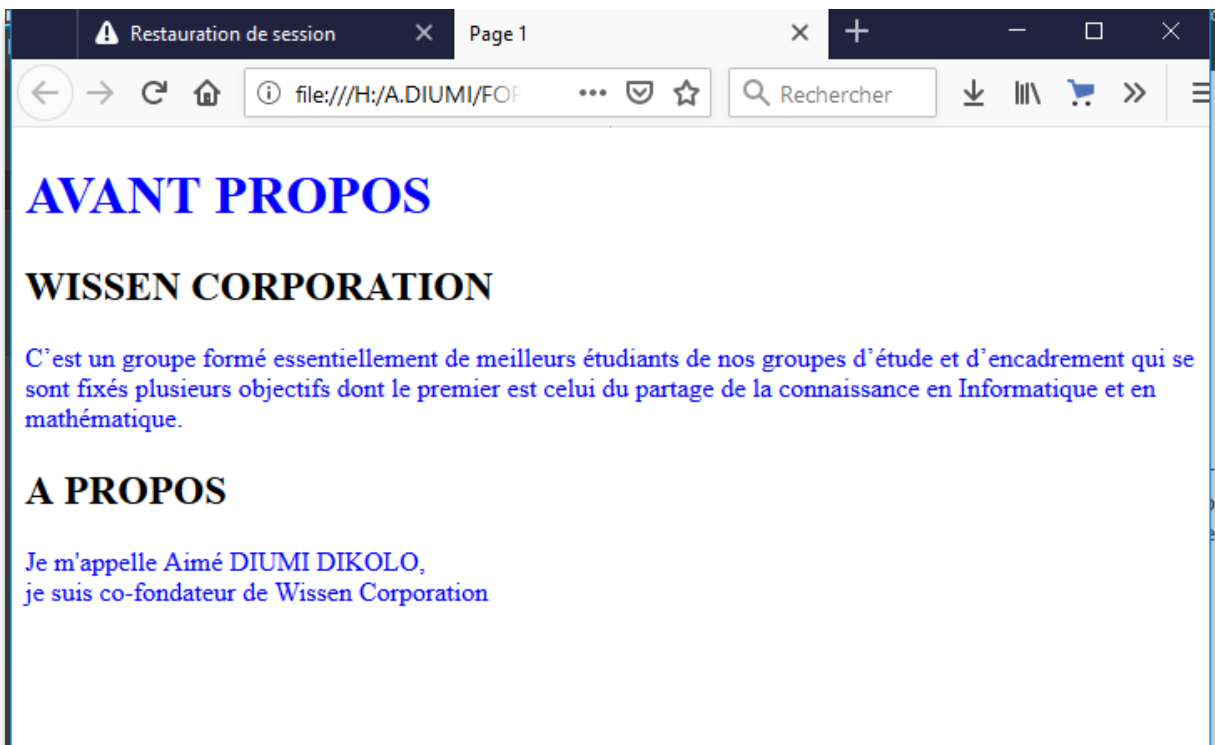 Restauration de session
Page 1
file:///H:/A.DIUMI/FOR
Rechercher
AVANT PROPOS
WISSEN CORPORATION
C’est un groupe formé essentiellement de meilleurs étudiants de nos groupes d’étude et d’encadrement qui se
sont fixés plusieurs objectifs dont le premier est celui du partage de la connaissance en Informatique et en
mathématique.
A PROPOS
Je m'appelle Aimé DIUMI DIKOLO,
je suis co-fondateur de Wissen Corporation